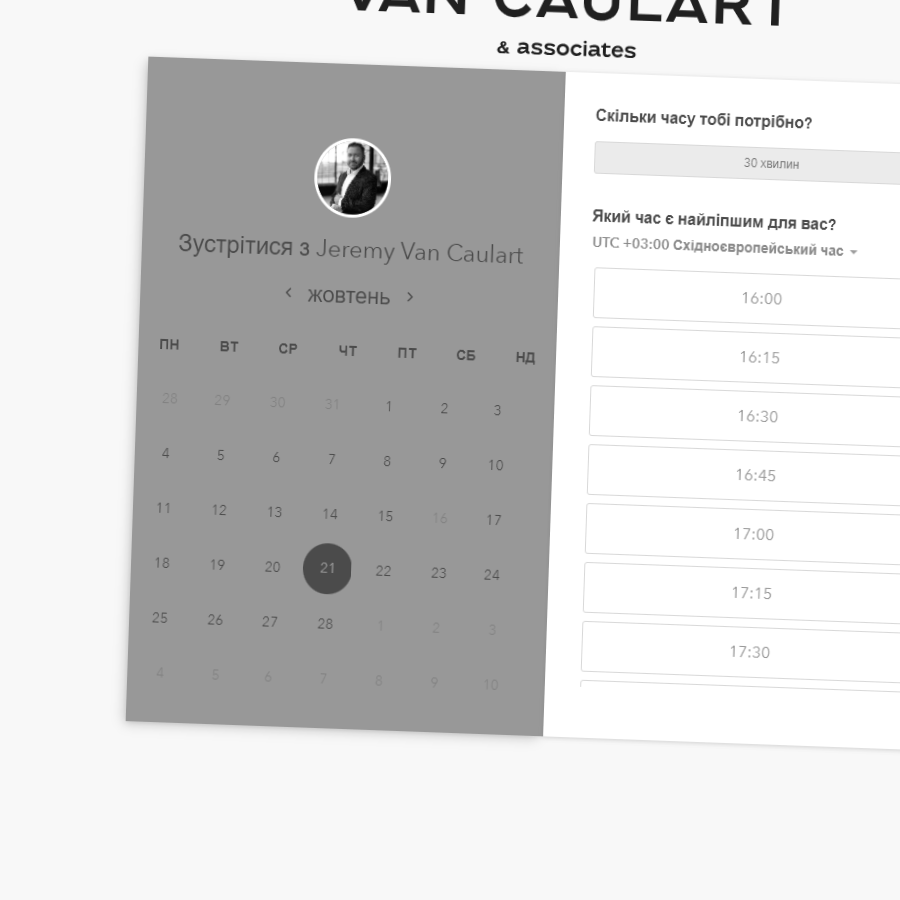 VAN CAULART
& associates
Зустрітися з Jeremy Van Caulart
жовтень
ПН ВТ СР ЧТ ПТ СБ НД
28 29 30 31 1 2 3
4 5 6 7 8 9 10
11 12 13 14 15 16 17
18 19 20 21 22 23 24
25 26 27 28 1 2 3
4 5 6 7 8 9 10
Скільки часу тобі потрібно?
30 хвилин
Який час є найліпшим для вас?
UTC +03:00 Східноєвропейський час
16:00
16:15
16:30
16:45
17:00
17:15
17:30